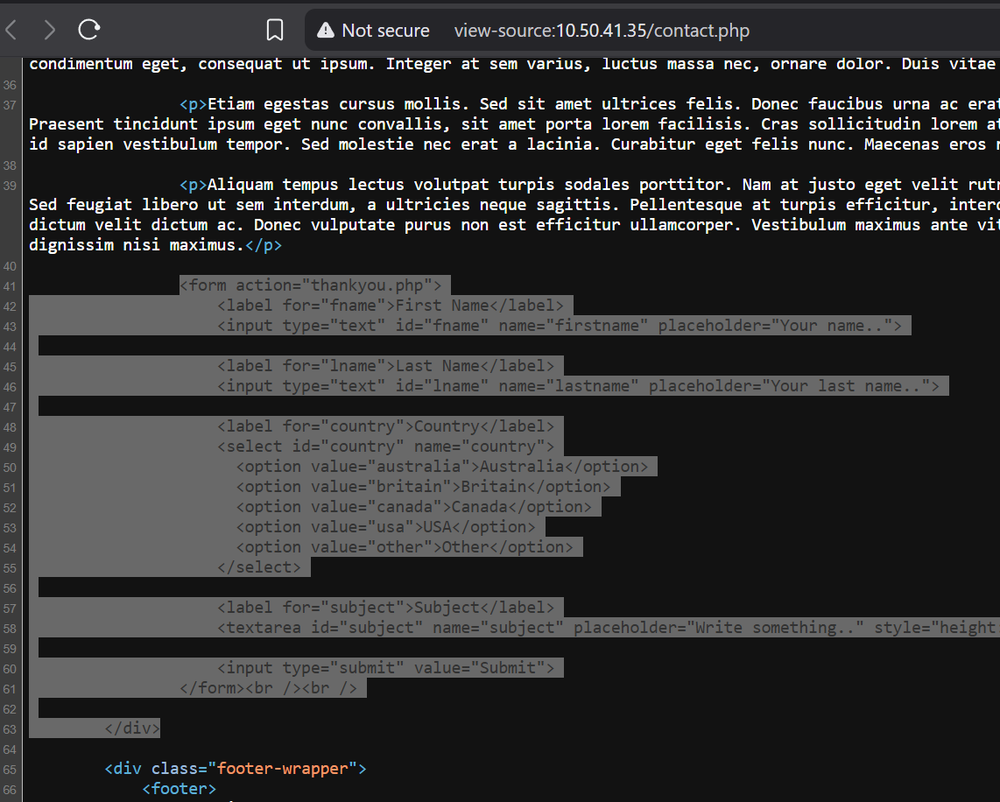 Not secure view-source:10.50.41.35/contact.php
condimentum eget, consequat ut ipsum. Integer at sem varius, luctus massa nec, ornare dolor. Duis vitae
36
37 <p>Etiam egestas cursus mollis. Sed sit amet ultrices felis. Donec faucibus urna ac erat
Praesent tincidunt ipsum eget nunc convallis, sit amet porta lorem facilisis. Cras sollicitudin lorem at
id sapien vestibulum tempor. Sed molestie nec erat a lacinia. Curabitur eget felis nunc. Maecenas eros
38
39 <p>Aliquam tempus lectus volutpat turpis sodales porttitor. Nam at justo eget velit rutr
Sed feugiat libero ut sem interdum, a ultricies neque sagittis. Pellentesque at turpis efficitur, interd
dictum velit dictum ac. Donec vulputate purus non est efficitur ullamcorper. Vestibulum maximus ante vit
dignissim nisi maximus.</p>
40
41 <form action="thankyou.php">
42 <label for="fname">First Name</label>
43 <input type="text" id="fname" name="firstname" placeholder="Your name..">
44
45 <label for="lname">Last Name</label>
46 <input type="text" id="lname" name="lastname" placeholder="Your last name..">
47
48 <label for="country">Country</label>
49 <select id="country" name="country">
50 <option value="australia">Australia</option>
51 <option value="britain">Britain</option>
52 <option value="canada">Canada</option>
53 <option value="usa">USA</option>
54 <option value="other">Other</option>
55 </select>
56
57 <label for="subject">Subject</label>
58 <textarea id="subject" name="subject" placeholder="Write something.." style="height
59
60 <input type="submit" value="Submit">
61 </form><br /><br />
62
63 </div>
64
65 <div class="footer-wrapper">
66 <footer>